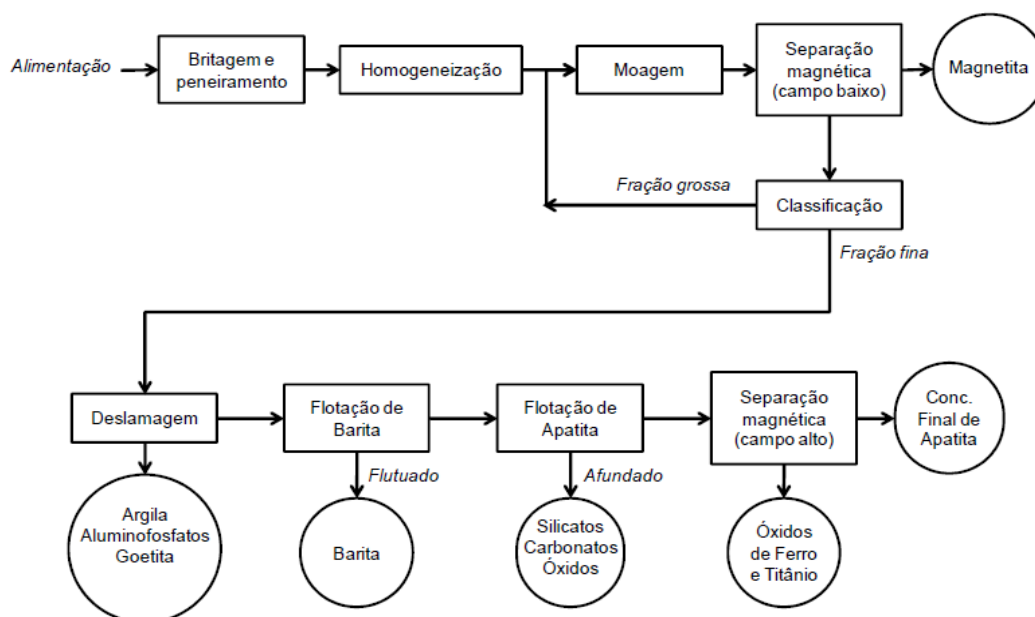 Alimentação
Britagem e
peneiramento
Homogeneização
Moagem
Separação
magnética
(campo baixo)
Magnetita
Fração grossa
Classificação
Fração fina
Deslamagem
Flotação de
Barita
Flotação de
Apatita
Separação
magnética
(campo alto)
Conc.
Final de
Apatita
Flutuado
Afundado
Argila
Aluminofosfatos
Goetita
Barita
Silicatos
Carbonatos
Óxidos
Óxidos
de Ferro
e Titânio